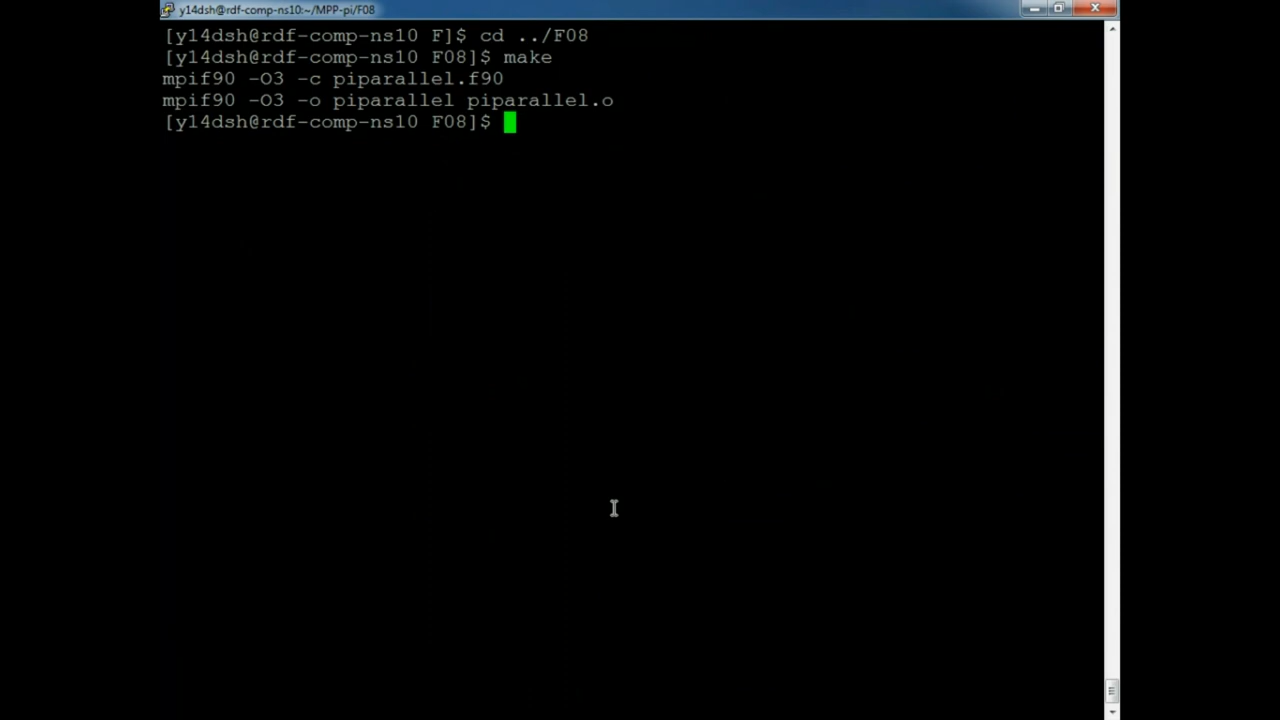 y14dsh@rdf-comp-ns10:~/MPP-pi/F08
[y14dsh@rdf-comp-ns10 F]$ cd ../F08
[y14dsh@rdf-comp-ns10 F08]$ make
mpif90 -O3 -c piparallel.f90
mpif90 -O3 -o piparallel piparallel.o
[y14dsh@rdf-comp-ns10 F08]$